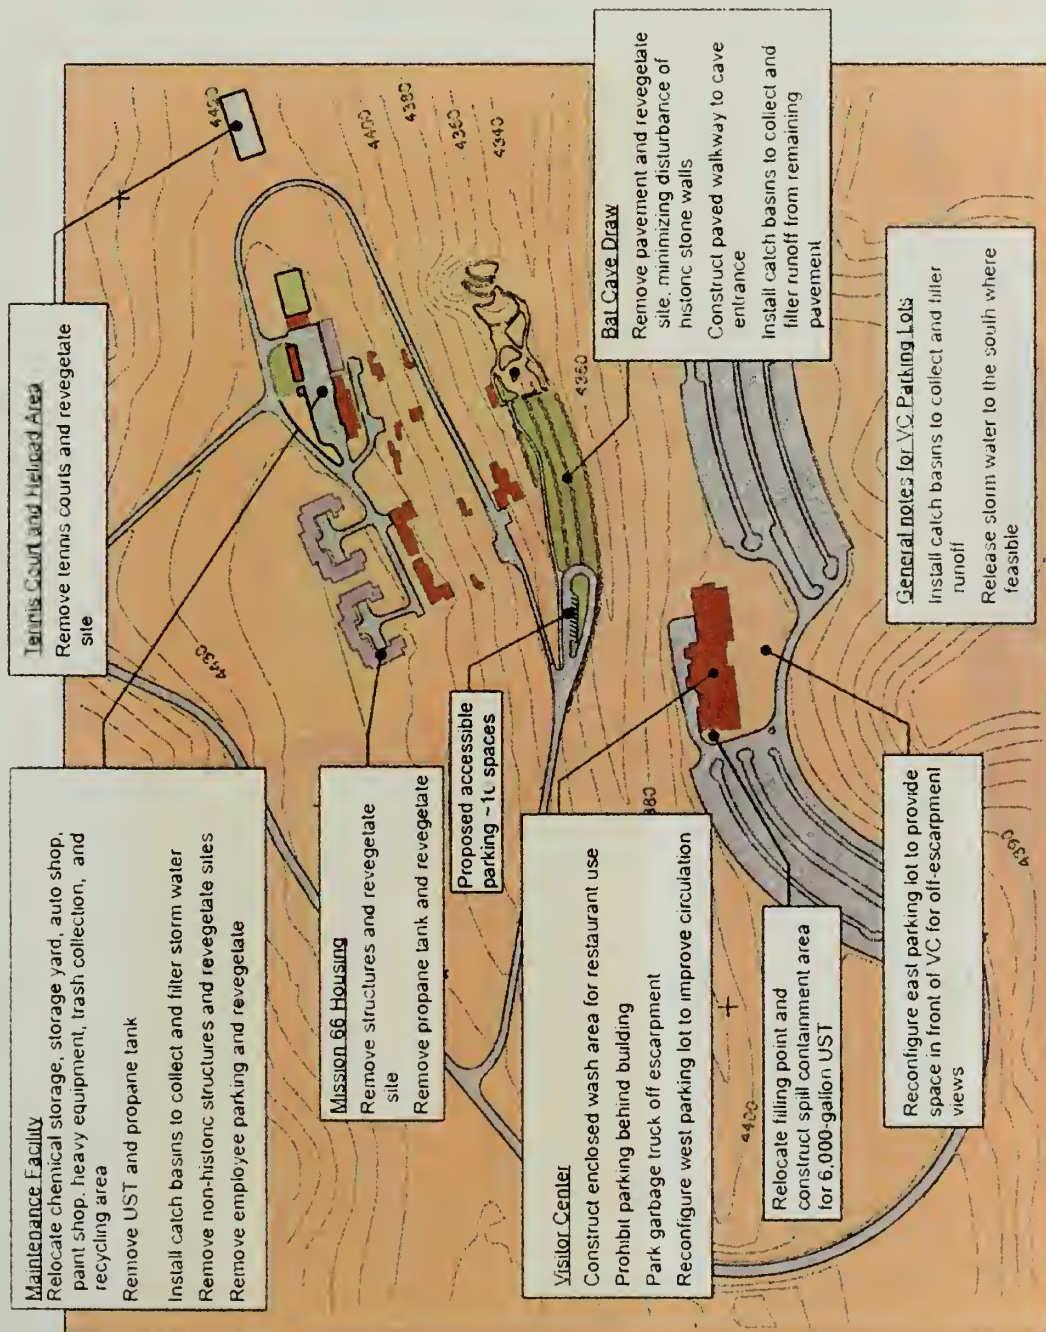 Maintenance Facility
Relocate chemical storage, storage yard, auto shop,
paint shop, heavy equipment, trash collection, and
recycling area
Remove UST and propane tank
Install catch basins to collect and filter storm water
Remove non-historic structures and revegetate sites
Remove employee parking and revegetate
Tennis Court and Helipad Area
Remove tennis courts and revegetate
site
4430
4400
4380
4360
4340
Mission 66 Housing
Remove structures and revegetate
site
Remove propane tank and revegetate
Proposed accessible
parking ~10 spaces
Visitor Center
Construct enclosed wash area for restaurant use
Prohibit parking behind building
Park garbage truck off escarpment
Reconfigure west parking lot to improve circulation
4360
380
Bat Cave Draw
Remove pavement and revegetate
site, minimizing disturbance of
historic stone walls
Construct paved walkway to cave
entrance
Install catch basins to collect and
filter runoff from remaining
pavement
4400
Relocate filling point and
construct spill containment area
for 6,000-gallon UST
Reconfigure east parking lot to provide
space in front of VC for off-escarpment
views
General notes for VC Parking Lots
Install catch basins to collect and filter
runoff
Release storm water to the south where
feasible
4390